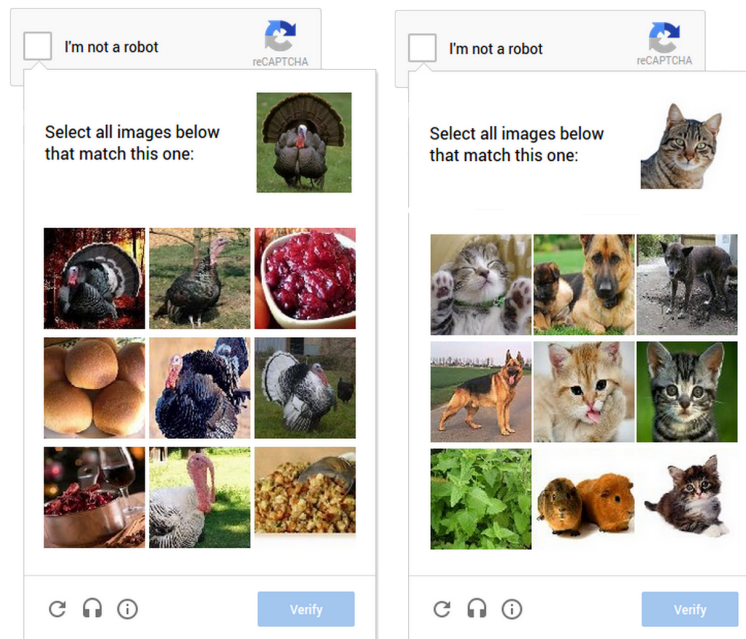 I'm not a robot
reCAPTCHA
Select all images below
that match this one:
Verify
I'm not a robot
reCAPTCHA
Select all images below
that match this one:
Verify